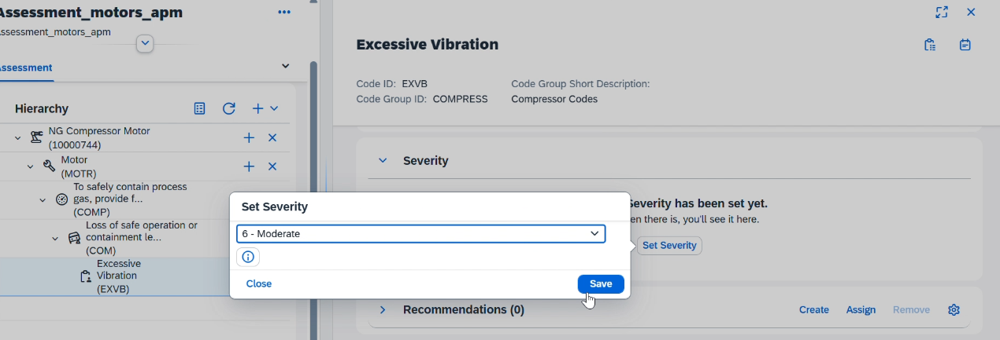 Assessment_motors_apm
ssessment_motors_apm
ssessment
Hierarchy
NG Compressor Motor
(10000744)
Motor
(MOTR)
To safely contain process
gas, provide f...
(COMP)
Loss of safe operation or
containment le...
(COM)
Excessive
Vibration
(EXVB)
Excessive Vibration
Code ID: EXVB
Code Group Short Description:
Code Group ID: COMPRESS
Compressor Codes
Severity
Severity has been set yet.
en there is, you'll see it here.
Set Severity
Set Severity
6 - Moderate
Close
Save
Recommendations (0)
Create
Assign
Remove